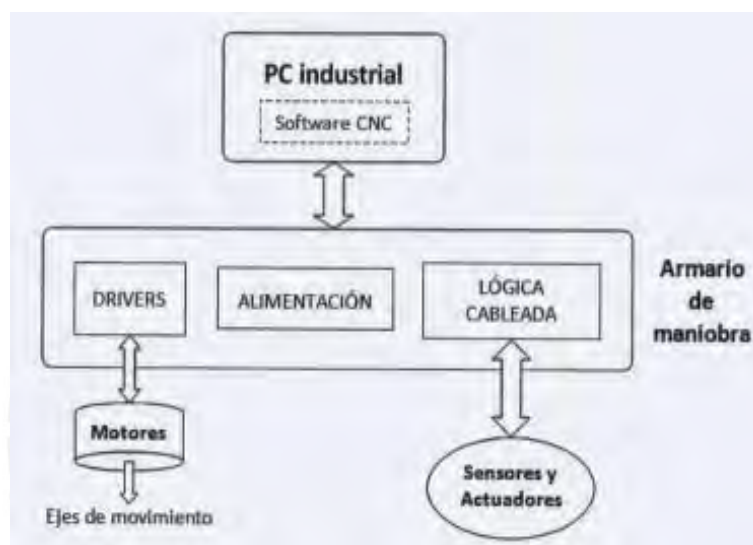 PC industrial
Software CNC
DRIVERS
ALIMENTACIÓN
LÓGICA
CABLEADA
Armario
de
maniobra
Motores
Ejes de movimiento
Sensores y
Actuadores